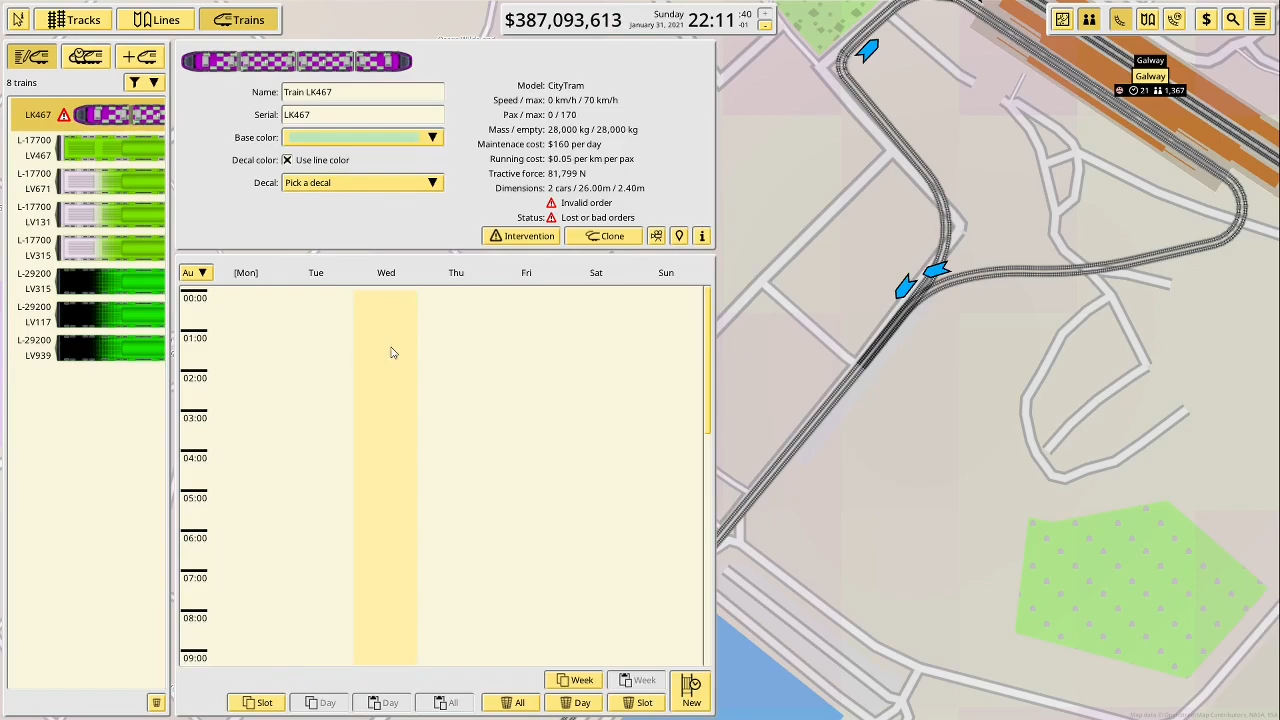 Tracks
Lines
Trains
$387,093,613
Sunday
January 31, 2021
22:11
:40
-01
+
-
$
8 trains
LK467
L-17700
LV467
L-17700
LV671
L-17700
LV131
L-17700
LV315
L-29200
LV315
L-29200
LV117
L-29200
LV939
Name:
Train LK467
Serial:
LK467
Base color:
Decal color:
Use line color
Decal:
Pick a decal
Model: CityTram
Speed / max: 0 km/h / 70 km/h
Pax / max: 0 / 170
26,000 kg
Maintenace cost: $160 per day
Running cost: $0.05 per km per pax
Tractive force: 81,799 N
Dimensions: 2 cars / 26.00m / 2.40m
Invalid order
Status:
Lost or bad orders
Intervention
Clone
Au
[Mon]
Tue
Wed
Thu
Fri
Sat
Sun
00:00
01:00
02:00
03:00
04:00
05:00
06:00
07:00
08:00
09:00
Week
Week
Slot
Day
Day
All
All
Day
Slot
New
Galway
Galway
21
1,367